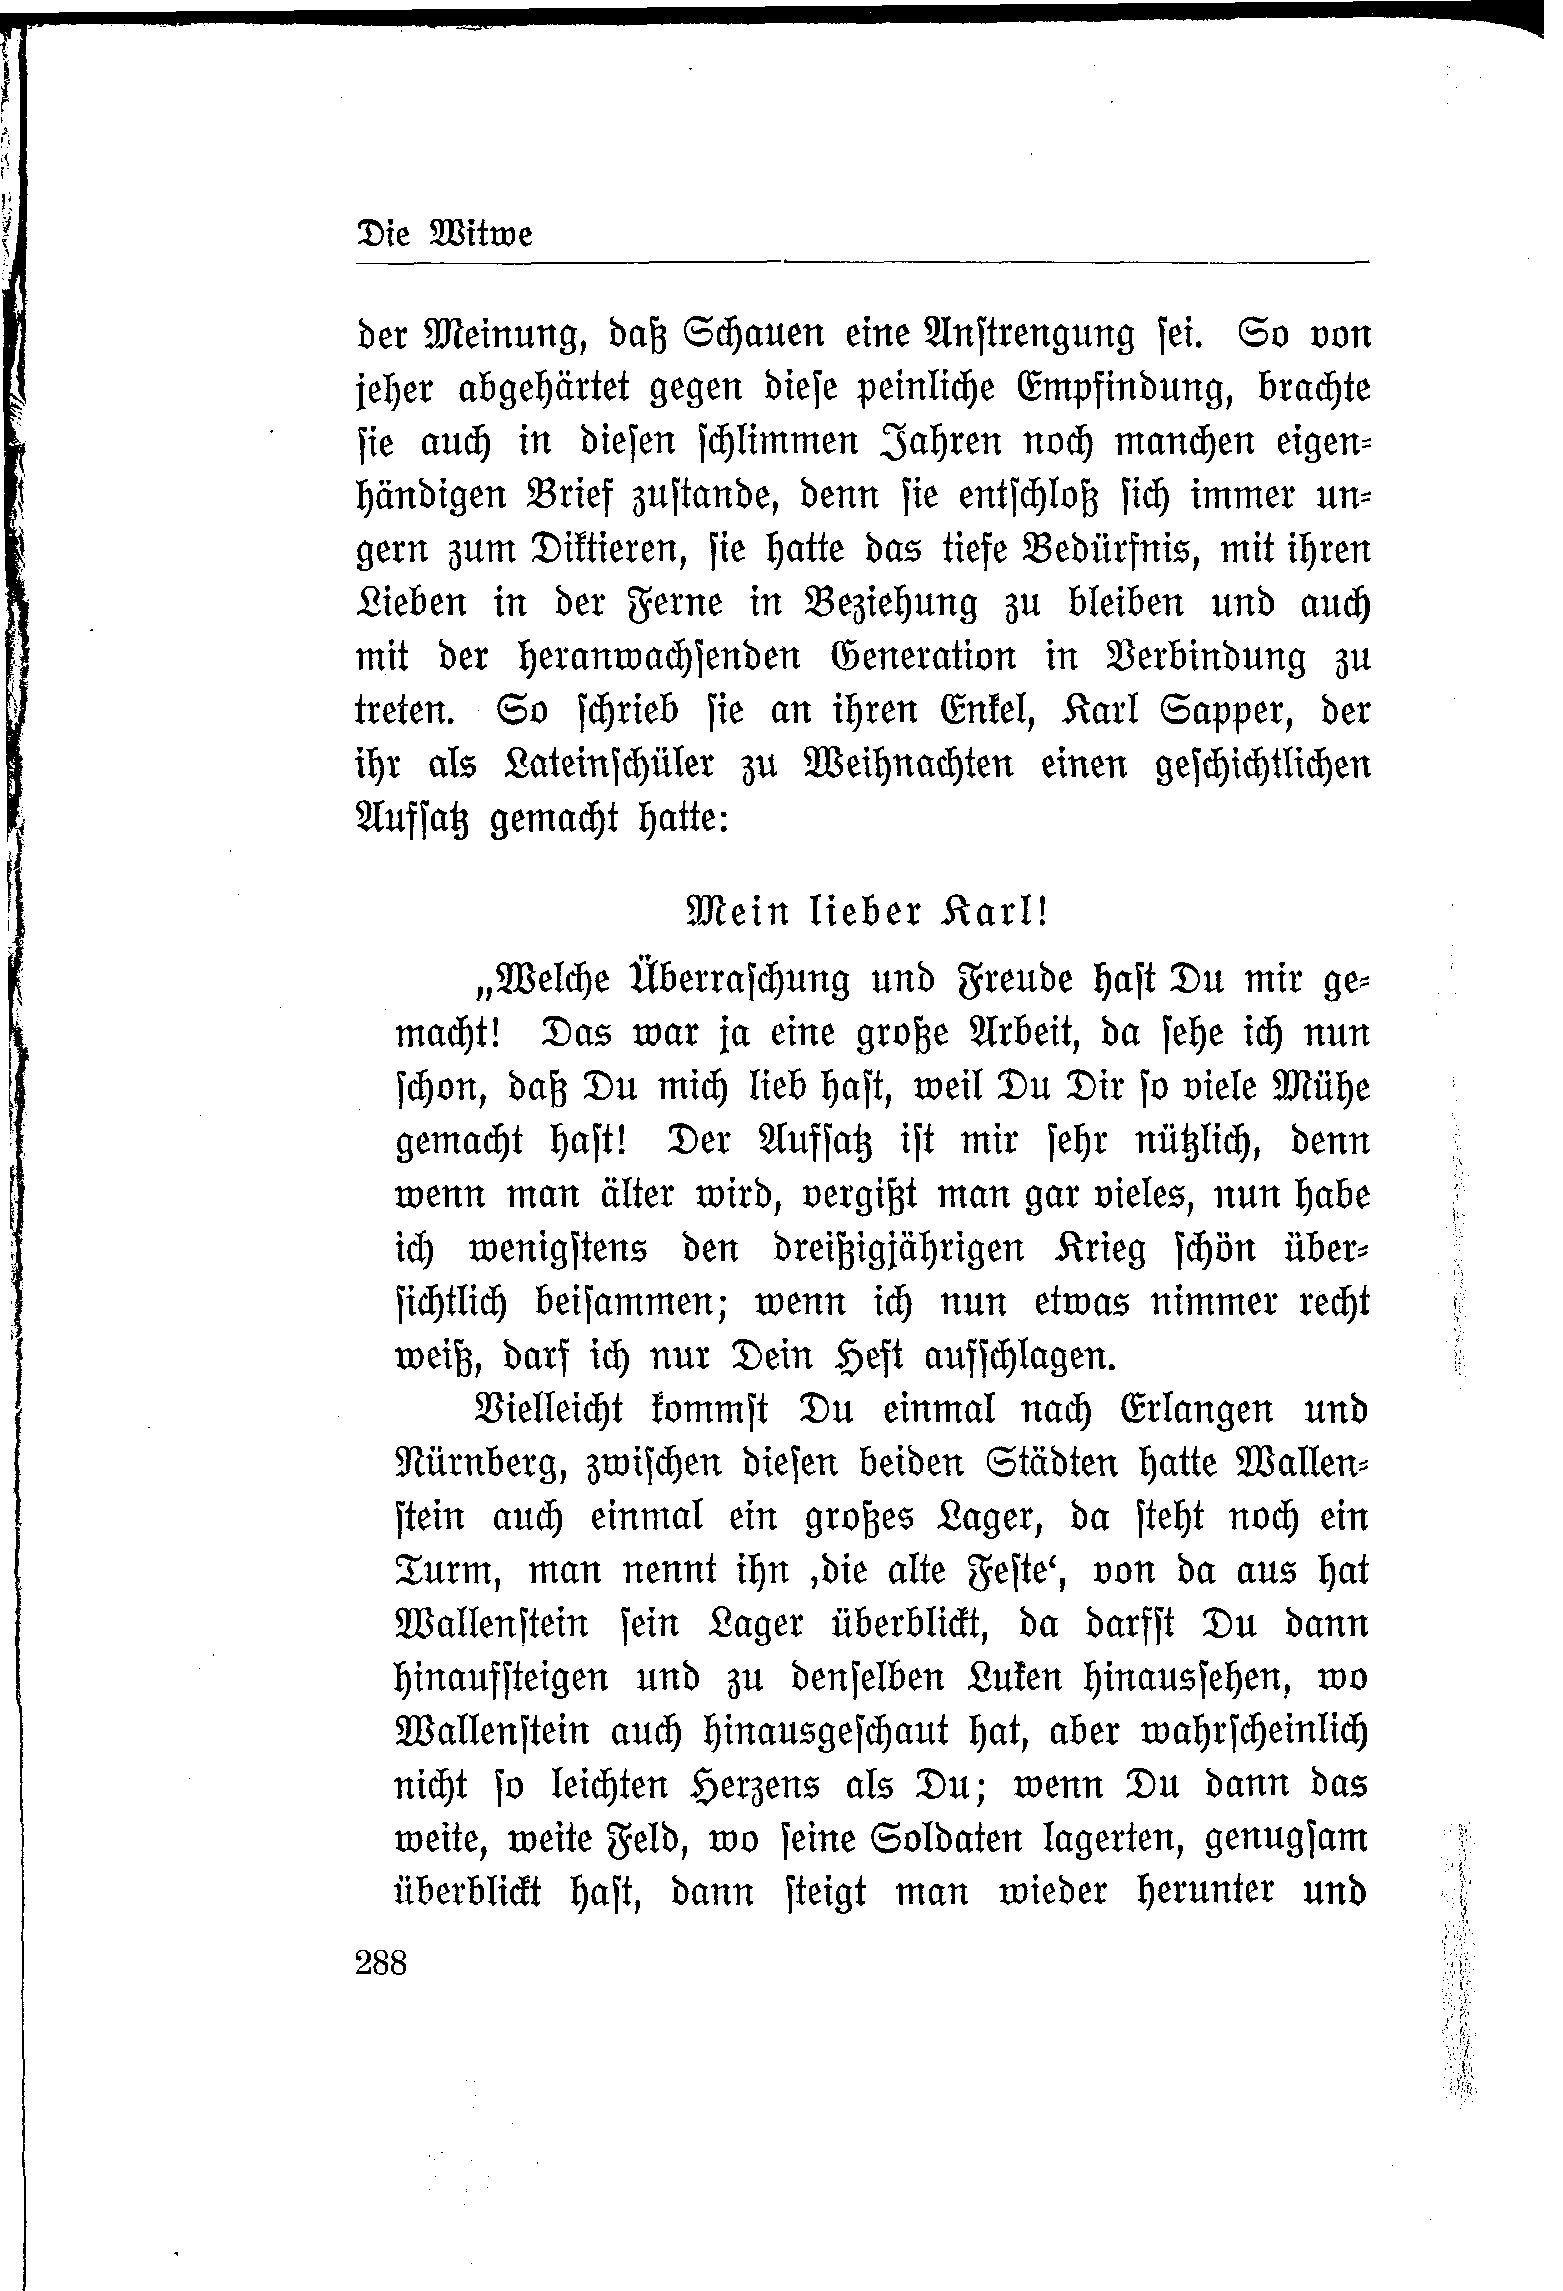 Die Witwe
der Meinung, daß Schauen eine Anstrengung sei. So von
jeher abgehärtet gegen diese peinliche Empfindung, brachte
sie auch in diesen schlimmen Jahren noch manchen eigen-
händigen Brief zustande, denn sie entschloß sich immer un-
gern zum Diktieren, sie hatte das tiefe Bedürfnis, mit ihren
Lieben in der Ferne in Beziehung zu bleiben und auch
mit der heranwachsenden Generation in Verbindung zu
treten. So schrieb sie an ihren Enkel, Karl Sapper, der
ihr als Lateinschüler zu Weihnachten einen geschichtlichen
Aufsatz gemacht hatte:
Mein lieber Karl!
„Welche Überraschung und Freude hast Du mir ge-
macht! Das war ja eine große Arbeit, da sehe ich nun
schon, daß Du mich lieb hast, weil Du Dir so viele Mühe
gemacht hast! Der Aufsatz ist mir sehr nützlich, denn
wenn man älter wird, vergißt man gar vieles, nun habe
ich wenigstens den dreißigjährigen Krieg schön über-
sichtlich beisammen; wenn ich nun etwas nimmer recht
weiß, darf ich nur Dein Heft aufschlagen.
Vielleicht kommst Du einmal nach Erlangen und
Nürnberg, zwischen diesen beiden Städten hatte Wallen-
stein auch einmal ein großes Lager, da steht noch ein
Turm, man nennt ihn ‚die alte Feste‘, von da aus hat
Wallenstein sein Lager überblickt, da darfst Du dann
hinaufsteigen und zu denselben Luken hinaussehen, wo
Wallenstein auch hinausgeschaut hat, aber wahrscheinlich
nicht so leichten Herzens als Du; wenn Du dann das
weite, weite Feld, wo seine Soldaten lagerten, genugsam
überblickt hast, dann steigt man wieder herunter und
288